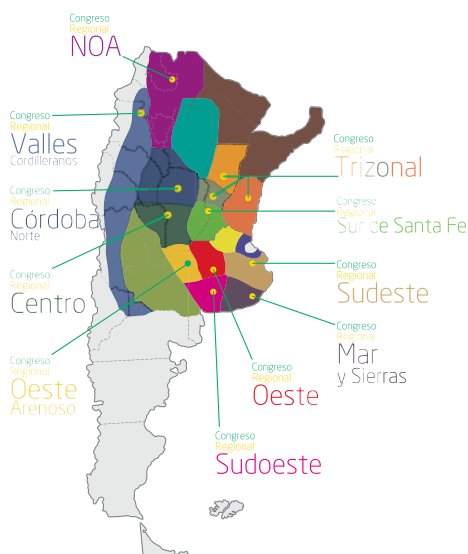 Congreso
Regional
NOA
Congreso
Regional
Valles
Cordilleranos
Congreso
Regional
Trizonal
Congreso
Regional
Córdoba
Norte
Congreso
Regional
Sur de Santa Fe
Congreso
Regional
Centro
Congreso
Regional
Sudeste
Congreso
Regional
Mar
y Sierras
Congreso
Regional
Oeste
Arenoso
Congreso
Regional
Oeste
Congreso
Regional
Sudoeste